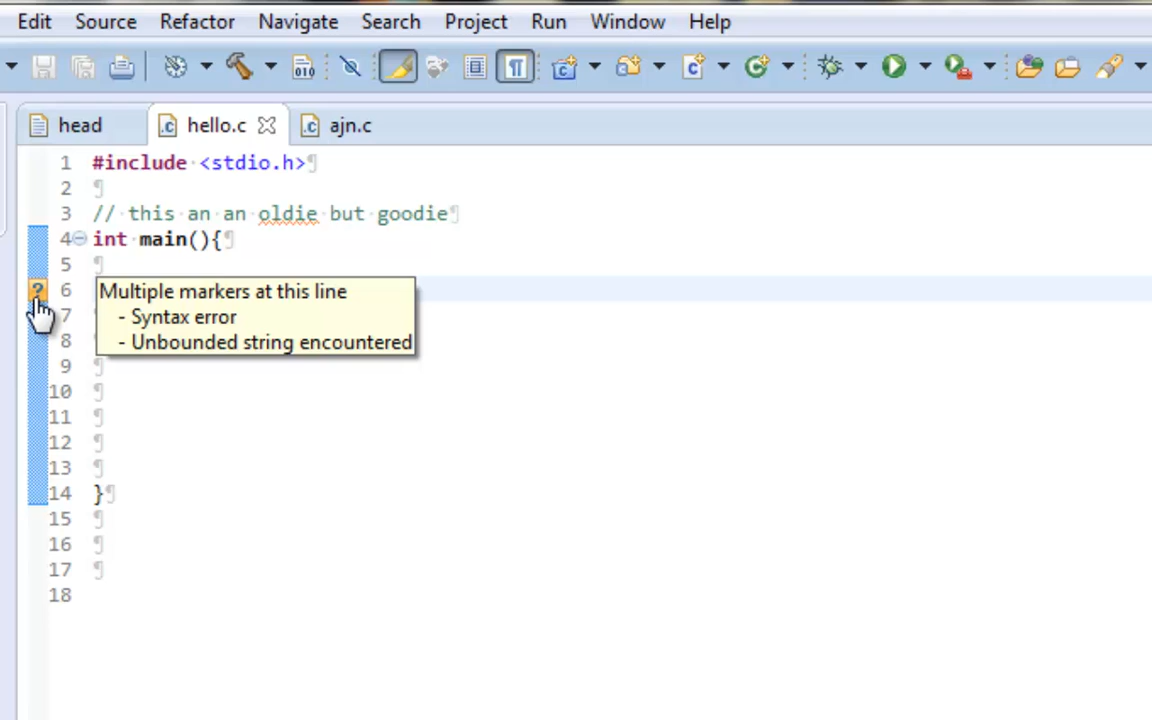 Edit Source Refactor Navigate Search Project Run Window Help
010
head hello.c ajn.c
1 #include <stdio.h>¶
2 ¶
3 // this an an oldie but goodie¶
4 int main(){¶
5 ¶
6 Multiple markers at this line
7 - Syntax error
8 - Unbounded string encountered
9 ¶
10 ¶
11 ¶
12 ¶
13 ¶
14 }¶
15 ¶
16 ¶
17 ¶
18